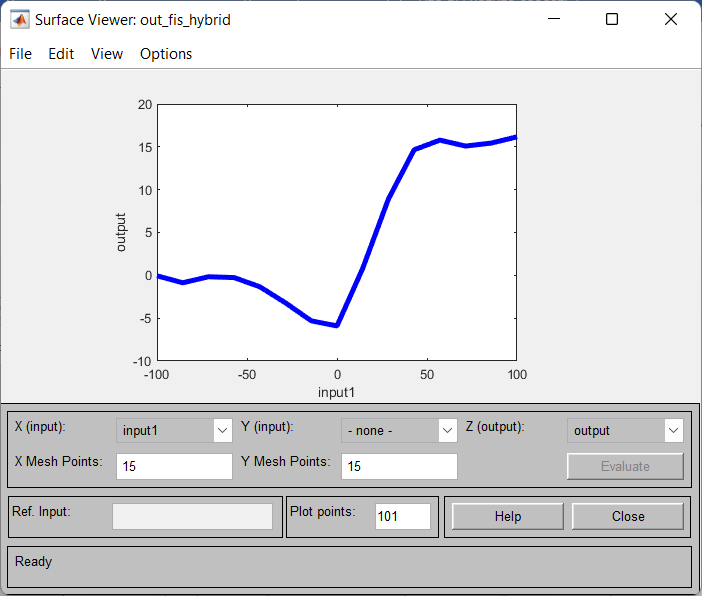 Surface Viewer: out_fis_hybrid
File Edit View Options
20
15
10
5
0
-5
-10
output
-100 -50 0 50 100
input1
X (input): input1 Y (input): - none - Z (output): output
X Mesh Points: 15 Y Mesh Points: 15 Evaluate
Ref. Input: Plot points: 101 Help Close
Ready